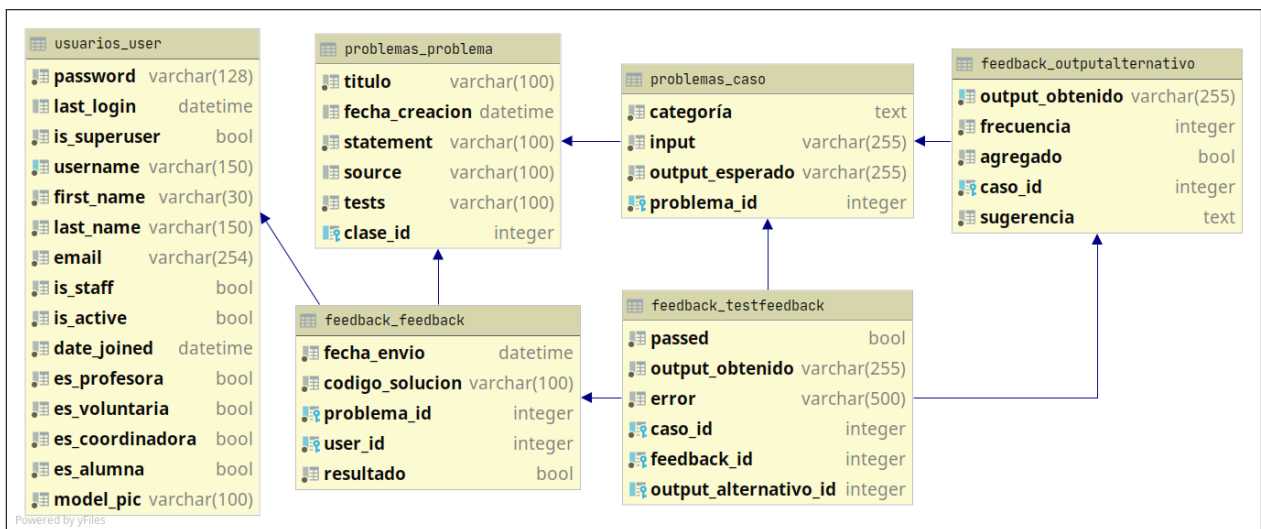 usuarios_user
password varchar(128)
last_login datetime
is_superuser bool
username varchar(150)
first_name varchar(30)
last_name varchar(150)
email varchar(254)
is_staff bool
is_active bool
date_joined datetime
es_profesora bool
es_voluntaria bool
es_coordinadora bool
es_alumna bool
model_pic varchar(100)
problemas_problema
titulo varchar(100)
fecha_creacion datetime
statement varchar(100)
source varchar(100)
tests varchar(100)
clase_id integer
problemas_caso
categoría text
input varchar(255)
output_esperado varchar(255)
problema_id integer
feedback_outputalternativo
output_obtenido varchar(255)
frecuencia integer
agregado bool
caso_id integer
sugerencia text
feedback_feedback
fecha_envio datetime
codigo_solucion varchar(100)
problema_id integer
user_id integer
resultado bool
feedback_testfeedback
passed bool
output_obtenido varchar(255)
error varchar(500)
caso_id integer
feedback_id integer
output_alternativo_id integer
Powered by yFiles